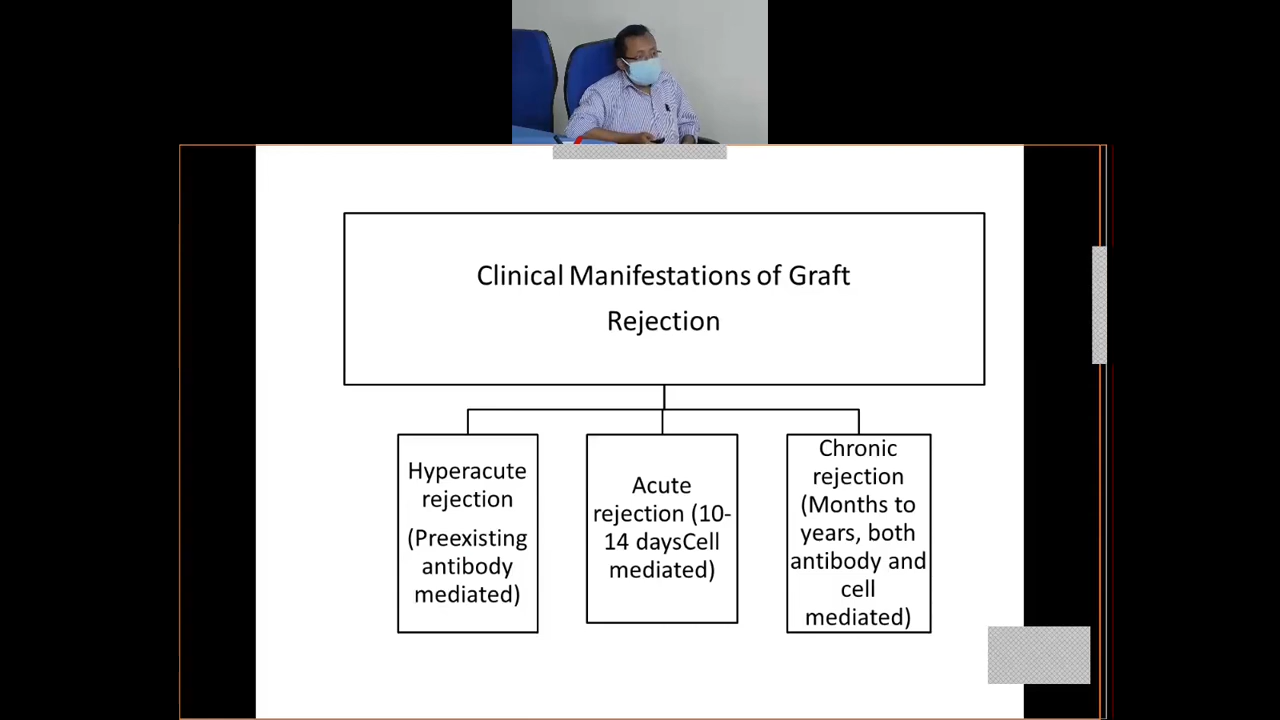 Clinical Manifestations of Graft
Rejection
Hyperacute
rejection
(Preexisting
antibody
mediated)
Acute
rejection (10-
14 daysCell
mediated)
Chronic
rejection
(Months to
years, both
antibody and
cell
mediated)